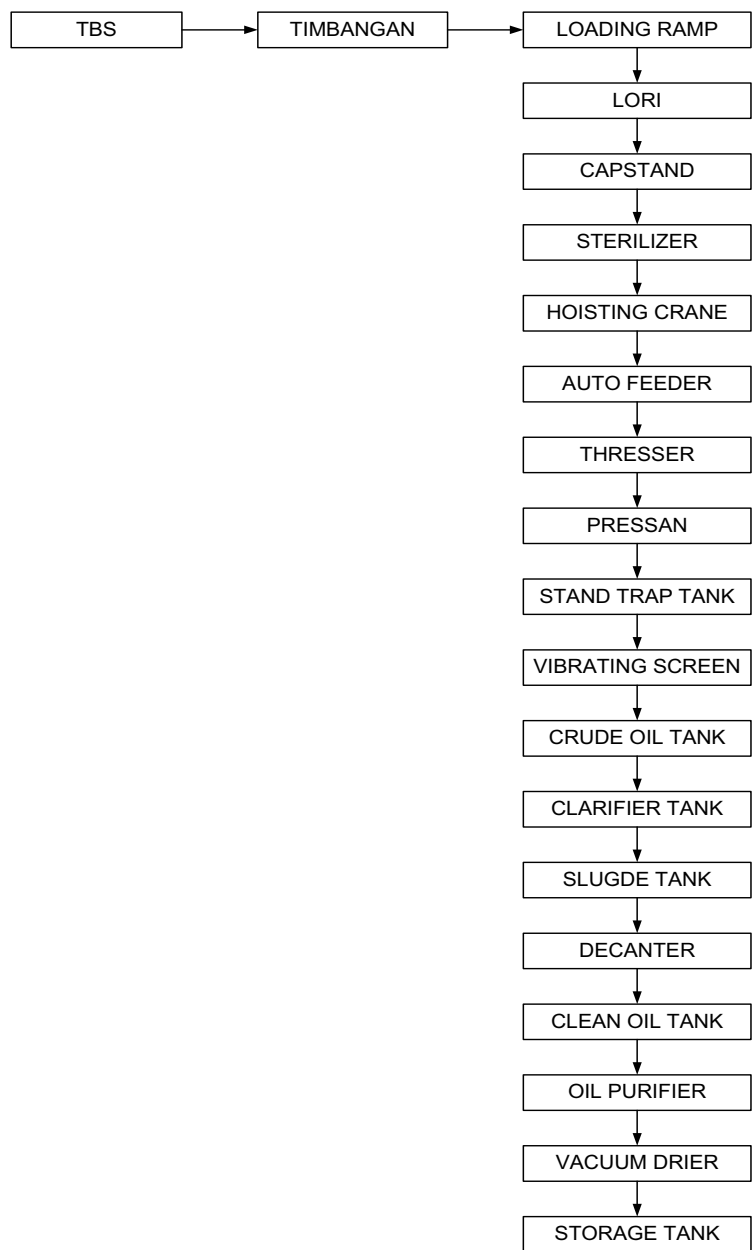 TBS
TIMBANGAN
LOADING RAMP
LORI
CAPSTAND
STERILIZER
HOISTING CRANE
AUTO FEEDER
THRESSER
PRESSAN
STAND TRAP TANK
VIBRATING SCREEN
CRUDE OIL TANK
CLARIFIER TANK
SLUGDE TANK
DECANTER
CLEAN OIL TANK
OIL PURIFIER
VACUUM DRIER
STORAGE TANK